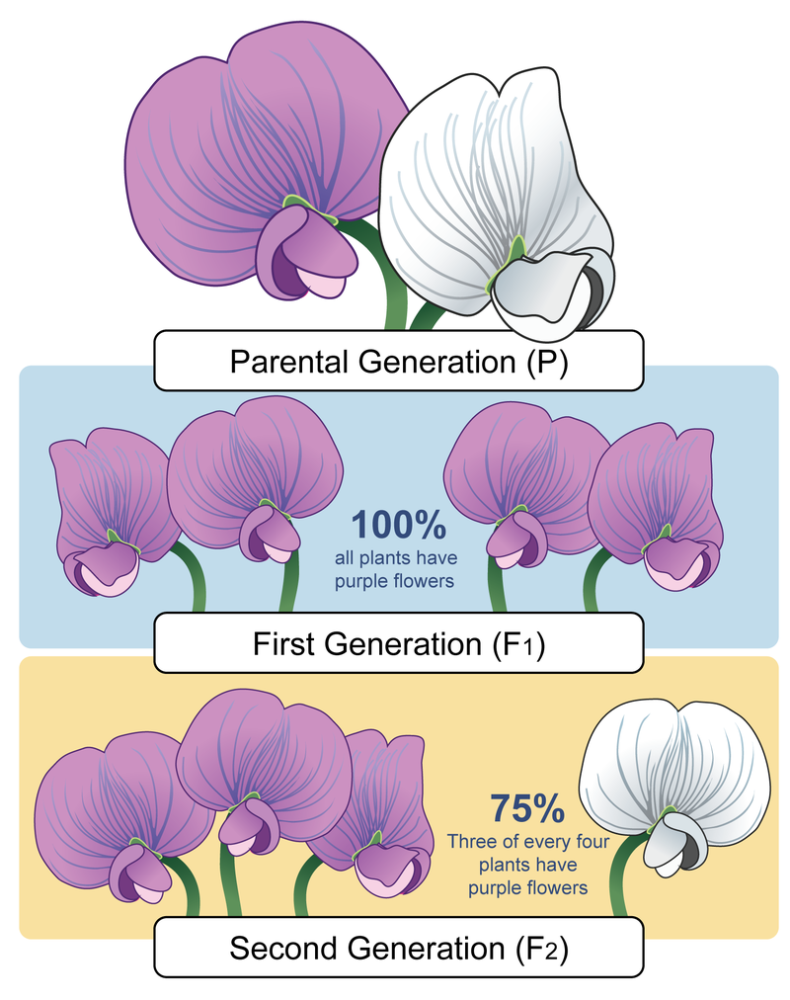 Parental Generation (P)
100%
all plants have
purple flowers
First Generation (F1)
75%
Three of every four
plants have
purple flowers
Second Generation (F2)